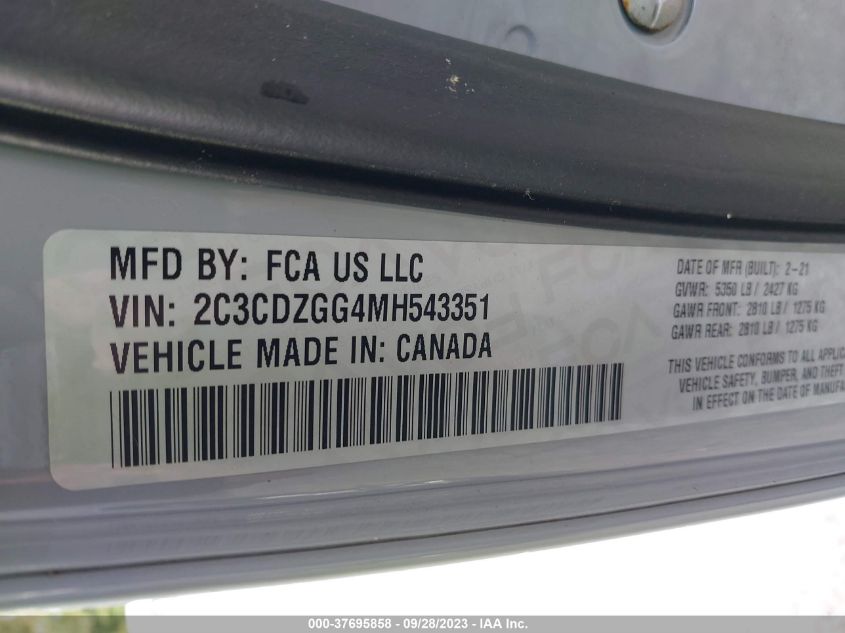 MFD BY: FCA US LLC
VIN: 2C3CDZGG4MH543351
VEHICLE MADE IN: CANADA
DATE OF MFR (BUILT): 2-21
GVWR: 5350 LB / 2427 KG
GAWR FRONT: 2810 LB / 1275 KG
GAWR REAR: 2810 LB / 1275 KG
THIS VEHICLE CONFORMS TO ALL APPLIC
VEHICLE SAFETY, BUMPER, AND THEFT
IN EFFECT ON THE DATE OF MANUFA
000-37695858 - 09/28/2023 - IAA Inc.